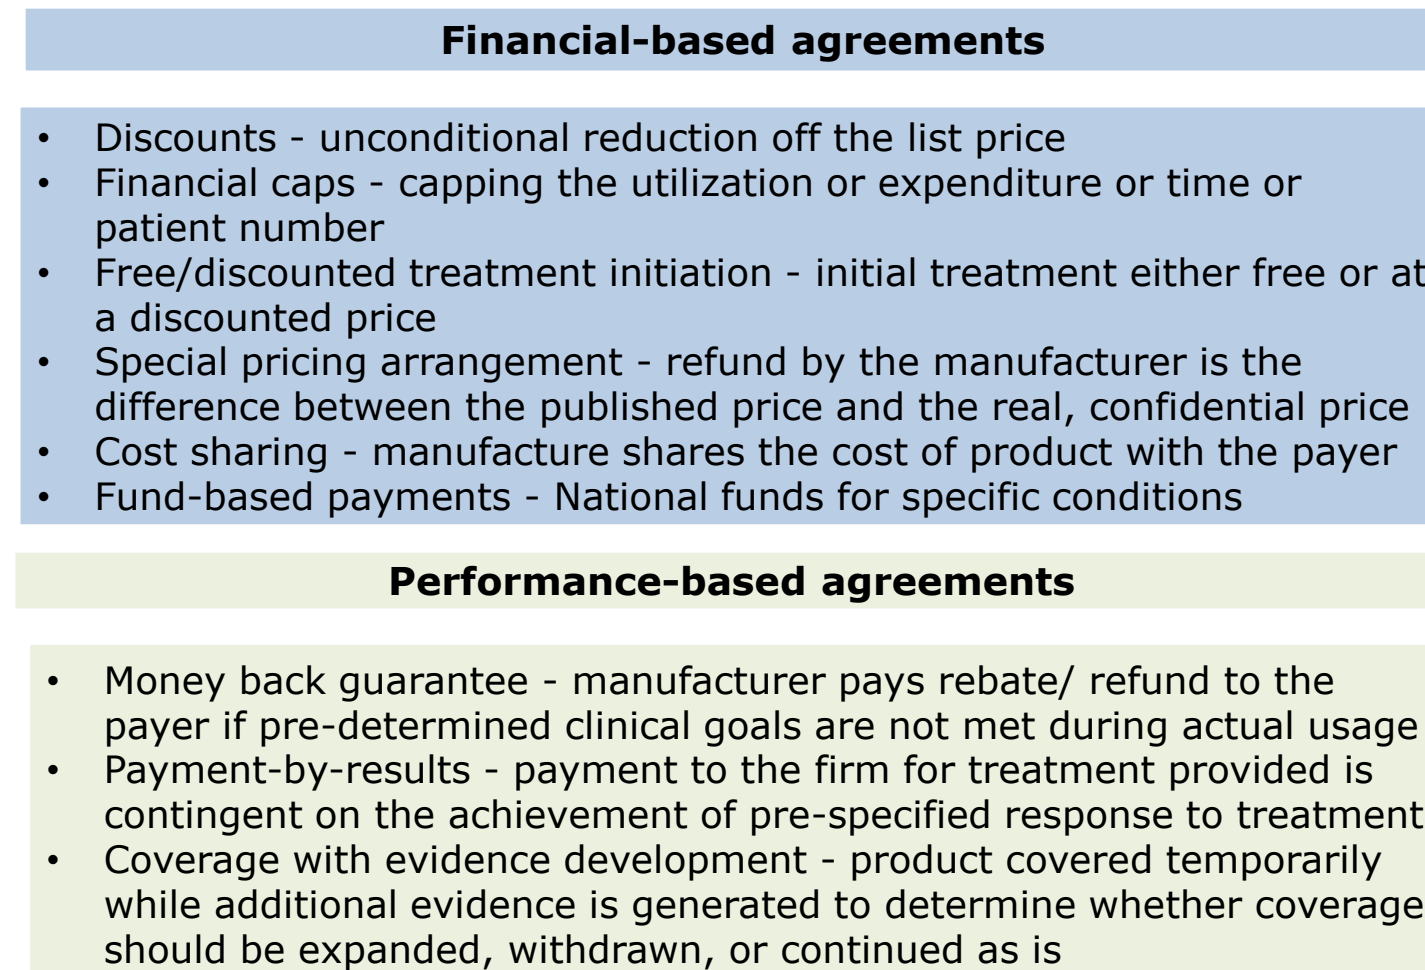 Financial-based agreements
• Discounts - unconditional reduction off the list price
• Financial caps - capping the utilization or expenditure or time or
patient number
• Free/discounted treatment initiation - initial treatment either free or at
a discounted price
• Special pricing arrangement - refund by the manufacturer is the
difference between the published price and the real, confidential price
• Cost sharing - manufacture shares the cost of product with the payer
• Fund-based payments - National funds for specific conditions
Performance-based agreements
• Money back guarantee - manufacturer pays rebate/ refund to the
payer if pre-determined clinical goals are not met during actual usage
• Payment-by-results - payment to the firm for treatment provided is
contingent on the achievement of pre-specified response to treatment
• Coverage with evidence development - product covered temporarily
while additional evidence is generated to determine whether coverage
should be expanded, withdrawn, or continued as is